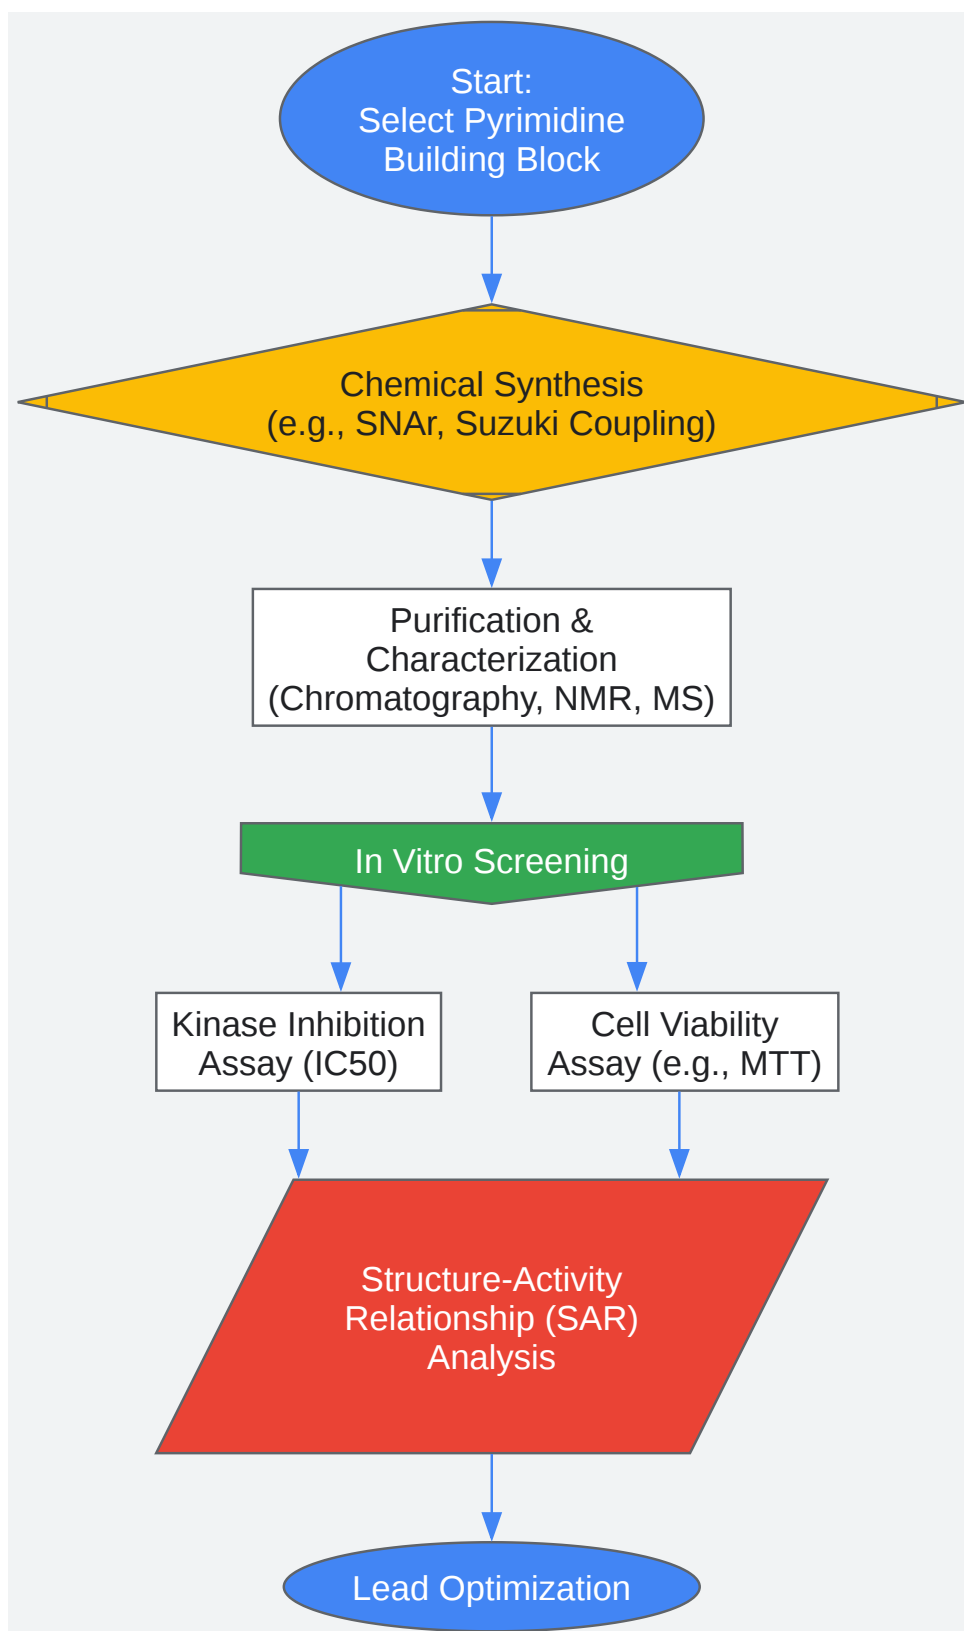 Start:
Select Pyrimidine
Building Block
Chemical Synthesis
(e.g., SNAr, Suzuki Coupling)
Purification &
Characterization
(Chromatography, NMR, MS)
In Vitro Screening
Kinase Inhibition
Assay (IC50)
Cell Viability
Assay (e.g., MTT)
Structure-Activity
Relationship (SAR)
Analysis
Lead Optimization